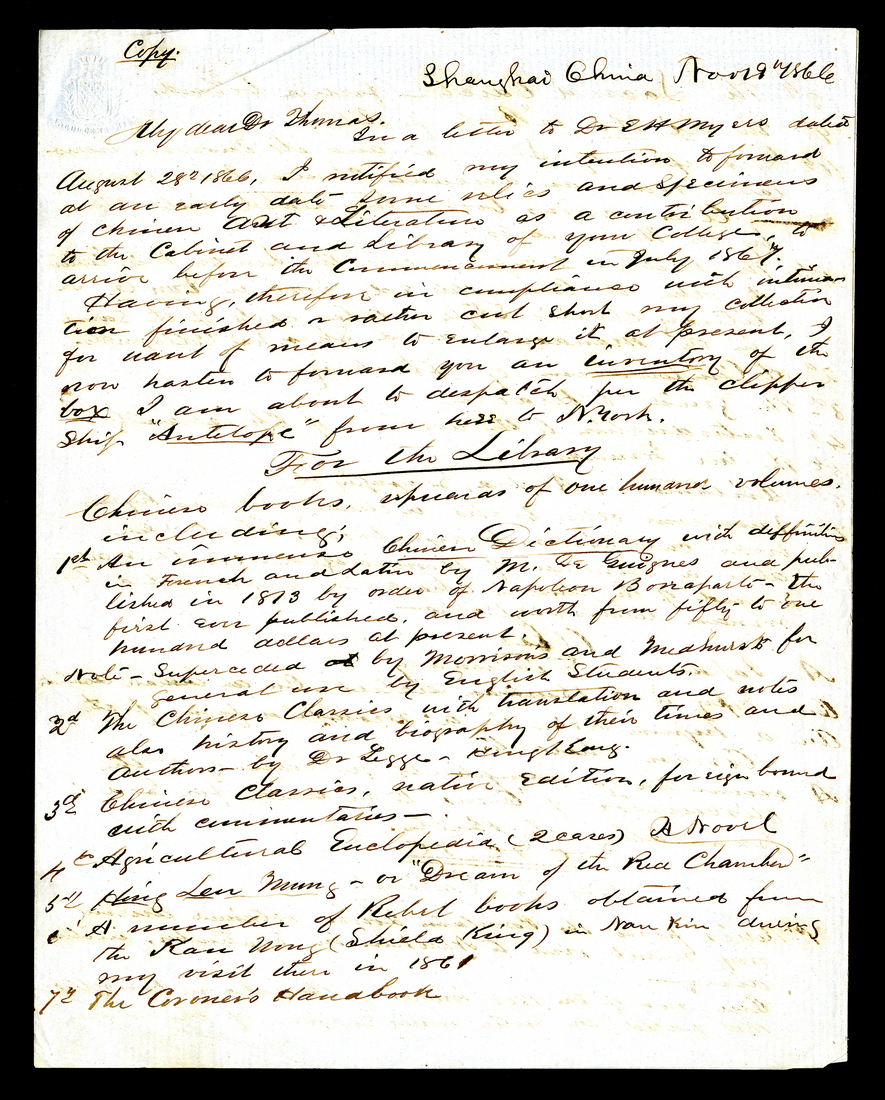 Copy.
Shanghai China Nov 19th 1866
My dear Dr Thomas.
In a letter to Dr E H Myers dated
August 28th 1866, I notified my intention to forward
at an early date some relics and specimens
of Chinese Art & Literature as a contribution
to the Cabinet and Library of your College, to
arrive before the Commencement in July 1867.
Having, therefore in compliance with inten-
tion finished or rather cut short my collection
for want of means to enlarge it at present, I
now hasten to forward you an inventory of the
box I am about to despatch per the clipper
Ship "Antelope" from here to N. York.
For the Library
Chinese books, upwards of one hundred volumes.
including;
1st An immense Chinese Dictionary with deffinitions
in French and Latin by M. De Guignes and pub-
lished in 1813 by order of Napoleon Bonaparte - the
first ever published, and worth from fifty to one
hundred dollars at present.
Note - Superceded by Morrison's and Medhurst's for
general use by English Students.
2d The Chinese Classics with translation and notes
also history and biography of their times and
Authors - by Dr Legge -
3d Chinese Classics, native Edition, foreign bound
with commentaries -
4th Agricultural Enclopedia (2 cases) A Novel
5th Hung Leu Mung - or "Dream of the Red Chamber"
6th A number of Rebel books obtained from
the Kan Wong (Shield King) in Nan Kin during
my visit there in 1861
7th The Coroner's Handbook